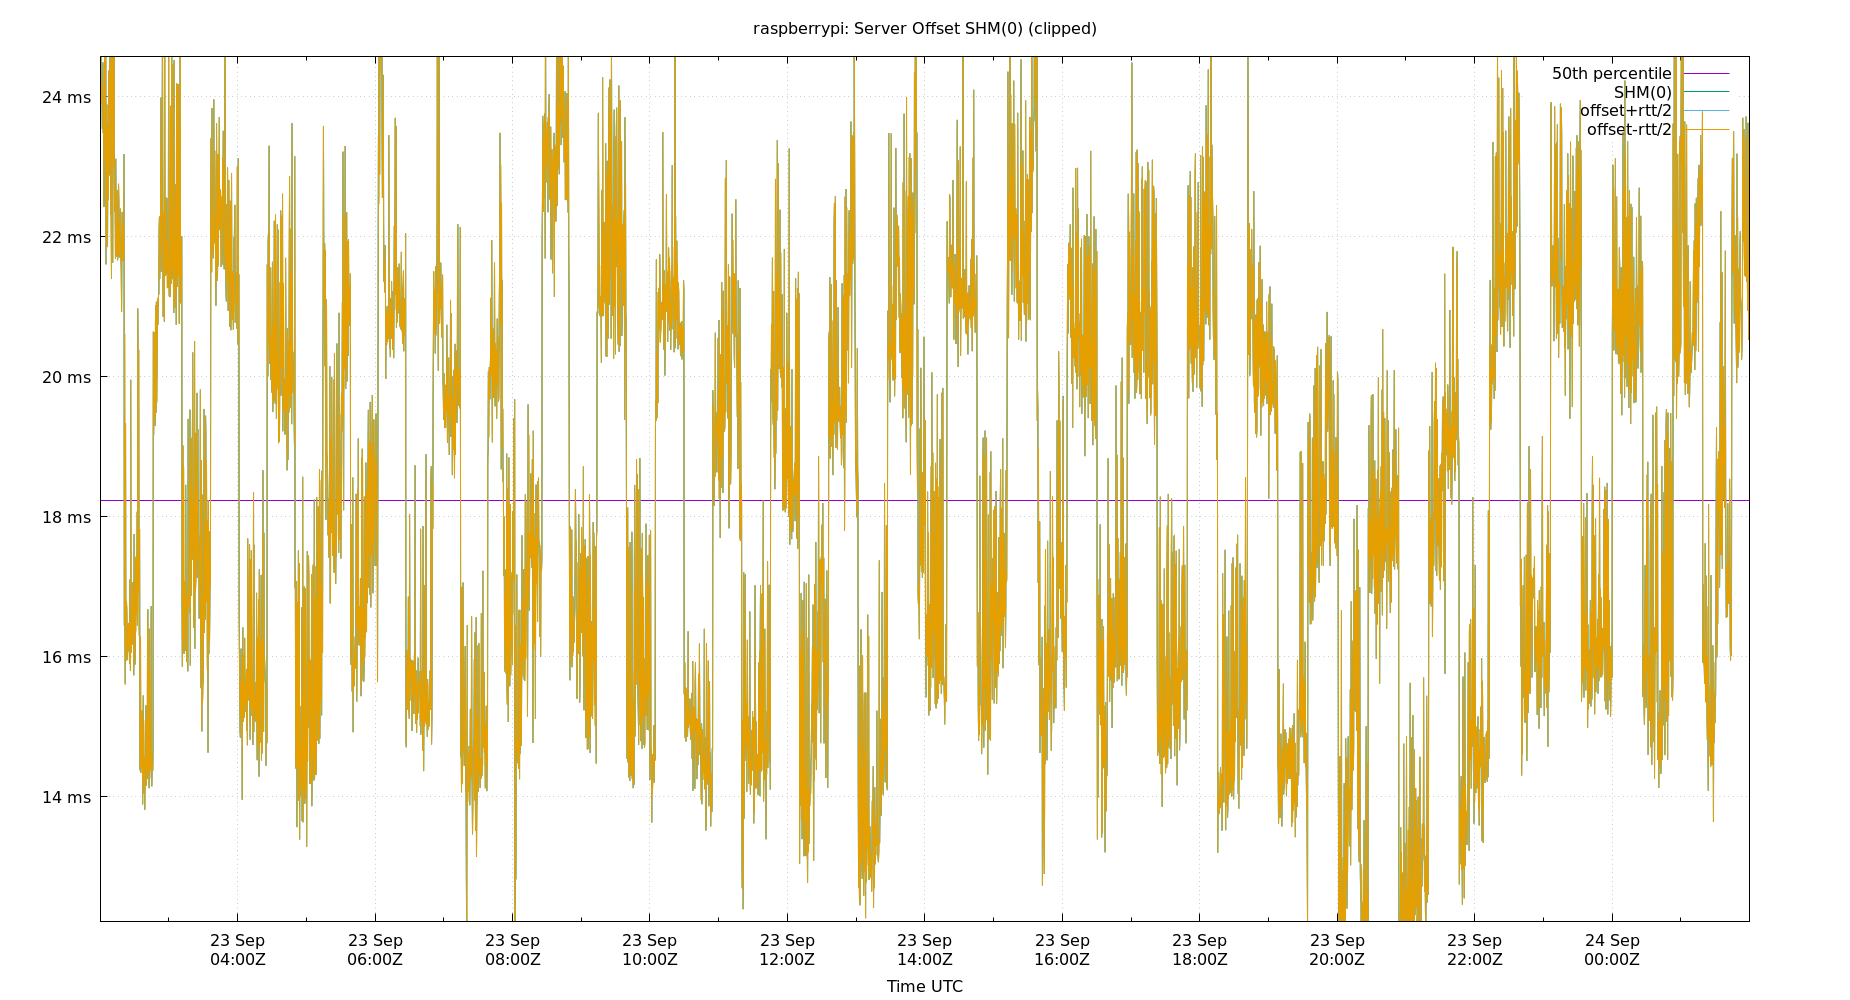 raspberrypi: Server Offset SHM(0) (clipped)
50th percentile
SHM(0)
offset+rtt/2
offset-rtt/2
24 ms
22 ms
20 ms
18 ms
16 ms
14 ms
23 Sep 23 Sep 23 Sep 23 Sep 23 Sep 23 Sep 23 Sep 23 Sep 23 Sep 23 Sep 24 Sep
04:00Z 06:00Z 08:00Z 10:00Z 12:00Z 14:00Z 16:00Z 18:00Z 20:00Z 22:00Z 00:00Z
Time UTC